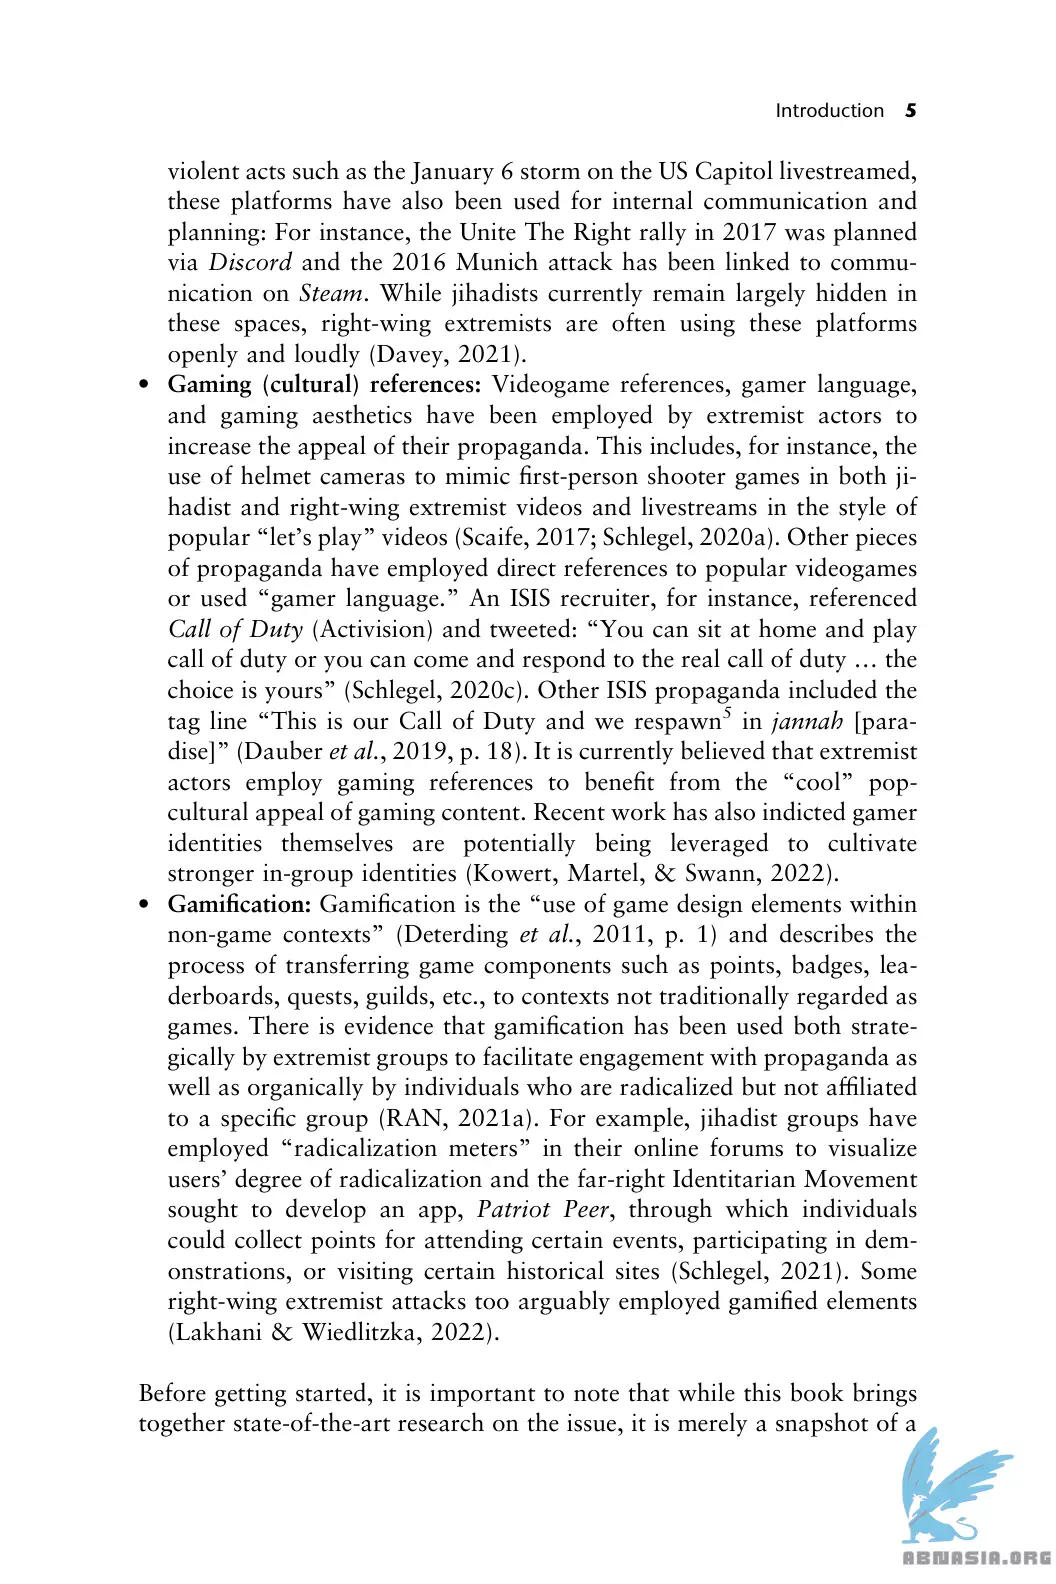 Introduction 5
violent acts such as the January 6 storm on the US Capitol livestreamed,
these platforms have also been used for internal communication and
planning: For instance, the Unite The Right rally in 2017 was planned
via Discord and the 2016 Munich attack has been linked to commu-
nication on Steam. While jihadists currently remain largely hidden in
these spaces, right-wing extremists are often using these platforms
openly and loudly (Davey, 2021).
• Gaming (cultural) references: Videogame references, gamer language,
and gaming aesthetics have been employed by extremist actors to
increase the appeal of their propaganda. This includes, for instance, the
use of helmet cameras to mimic first-person shooter games in both ji-
hadist and right-wing extremist videos and livestreams in the style of
popular “let’s play” videos (Scaife, 2017; Schlegel, 2020a). Other pieces
of propaganda have employed direct references to popular videogames
or used “gamer language.” An ISIS recruiter, for instance, referenced
Call of Duty (Activision) and tweeted: “You can sit at home and play
call of duty or you can come and respond to the real call of duty … the
choice is yours” (Schlegel, 2020c). Other ISIS propaganda included the
tag line “This is our Call of Duty and we respawn5 in jannah [para-
dise]” (Dauber et al., 2019, p. 18). It is currently believed that extremist
actors employ gaming references to benefit from the “cool” pop-
cultural appeal of gaming content. Recent work has also indicted gamer
identities themselves are potentially being leveraged to cultivate
stronger in-group identities (Kowert, Martel, & Swann, 2022).
• Gamification: Gamification is the “use of game design elements within
non-game contexts” (Deterding et al., 2011, p. 1) and describes the
process of transferring game components such as points, badges, lea-
derboards, quests, guilds, etc., to contexts not traditionally regarded as
games. There is evidence that gamification has been used both strate-
gically by extremist groups to facilitate engagement with propaganda as
well as organically by individuals who are radicalized but not affiliated
to a specific group (RAN, 2021a). For example, jihadist groups have
employed “radicalization meters” in their online forums to visualize
users’ degree of radicalization and the far-right Identitarian Movement
sought to develop an app, Patriot Peer, through which individuals
could collect points for attending certain events, participating in dem-
onstrations, or visiting certain historical sites (Schlegel, 2021). Some
right-wing extremist attacks too arguably employed gamified elements
(Lakhani & Wiedlitzka, 2022).
Before getting started, it is important to note that while this book brings
together state-of-the-art research on the issue, it is merely a snapshot of a
ABNASIA.ORG